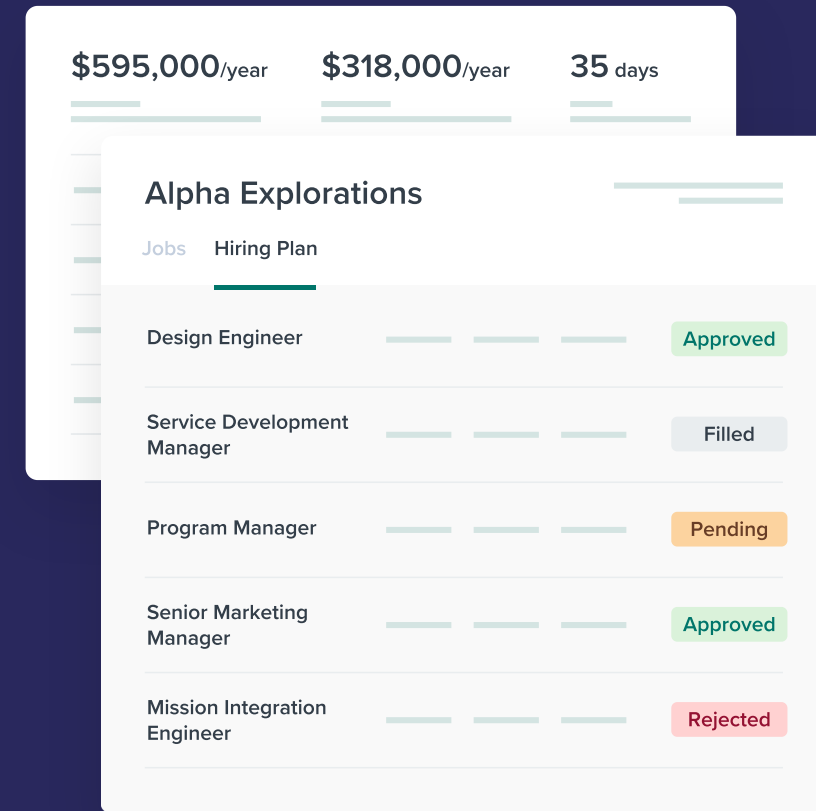 $595,000/year $318,000/year 35 days
Alpha Explorations
Jobs Hiring Plan
Design Engineer Approved
Service Development
Manager
Filled
Program Manager Pending
Senior Marketing
Manager
Approved
Mission Integration
Engineer
Rejected